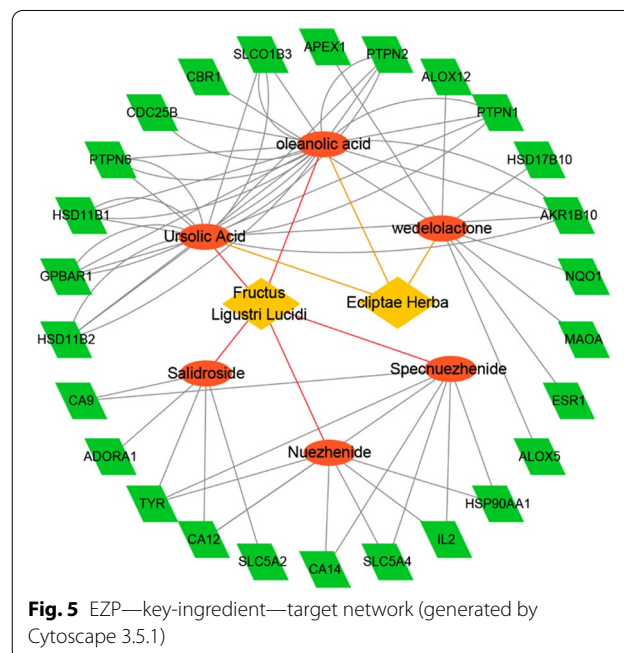 APEX1
SLCO1B3
PTPN2
CBR1
ALOX12
CDC25B
PTPN1
oleanolic acid
PTPN6
HSD17B10
HSD11B1
AKR1B10
Ursolic Acid
wedelolactone
GPBAR1
NQO1
Fructus
Ligustri Lucidi
Ecliptae Herba
HSD11B2
MAOA
Salidroside
Specnuezhenide
CA9
ESR1
ADORA1
Nuezhenide
ALOX5
TYR
HSP90AA1
CA12
IL2
SLC5A2
CA14
SLC5A4
Fig. 5 EZP—key-ingredient—target network (generated by
Cytoscape 3.5.1)